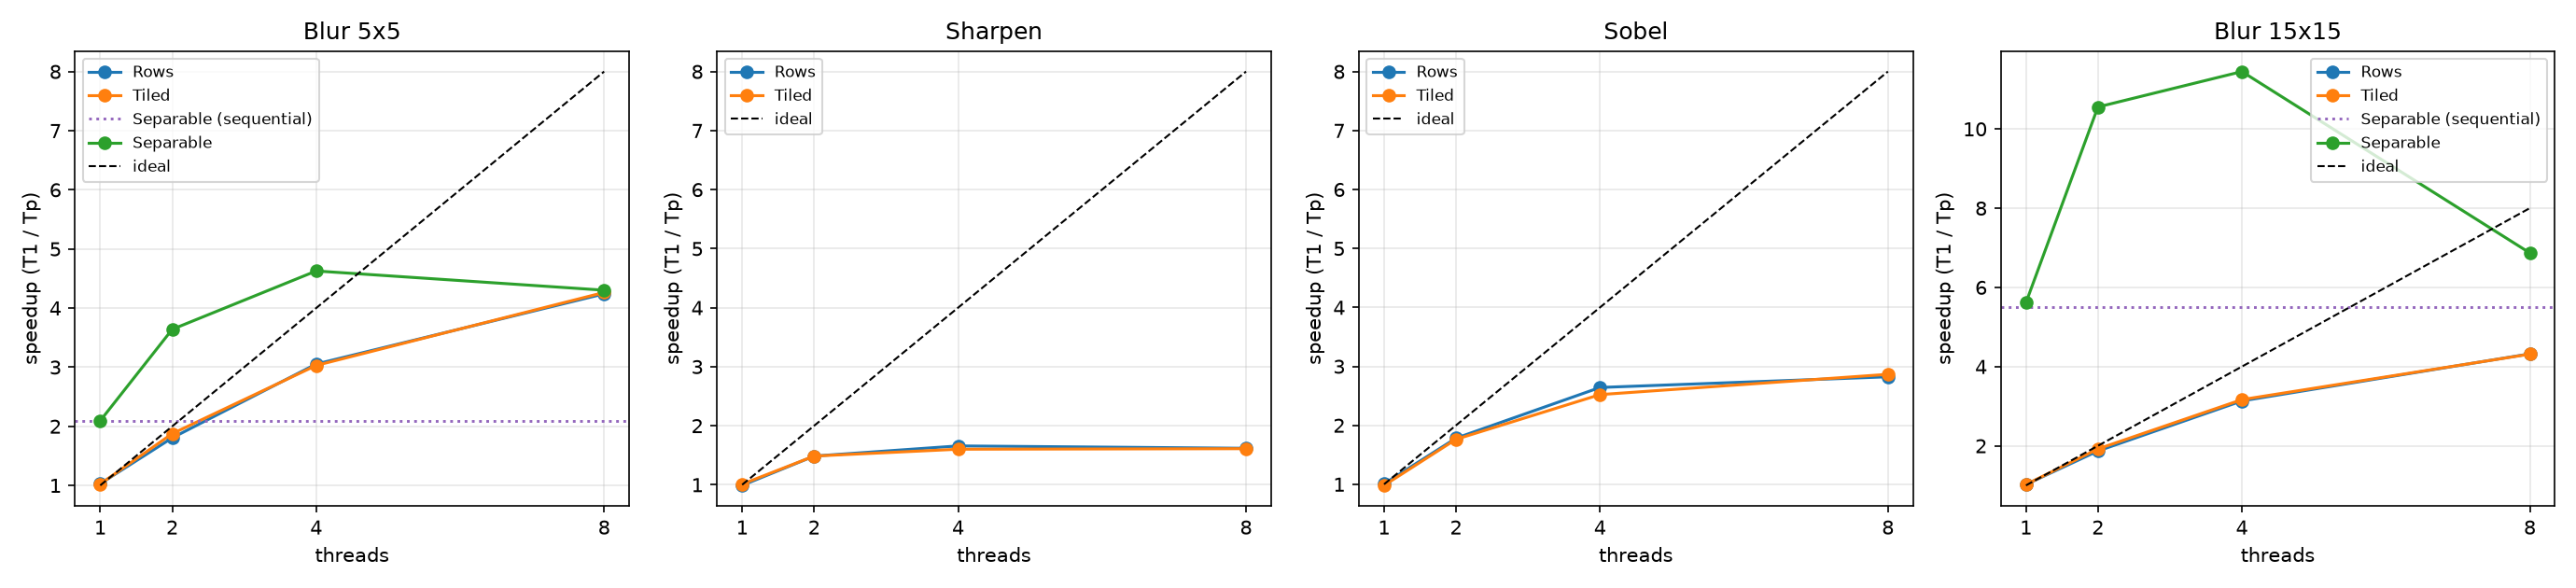 Blur 5x5
speedup (T1 / Tp)
8
7
6
5
4
3
2
1
Rows
Tiled
Separable (sequential)
Separable
ideal
1 2 4 8
threads
Sharpen
speedup (T1 / Tp)
8
7
6
5
4
3
2
1
Rows
Tiled
ideal
1 2 4 8
threads
Sobel
speedup (T1 / Tp)
8
7
6
5
4
3
2
1
Rows
Tiled
ideal
1 2 4 8
threads
Blur 15x15
speedup (T1 / Tp)
10
8
6
4
2
Rows
Tiled
Separable (sequential)
Separable
ideal
1 2 4 8
threads